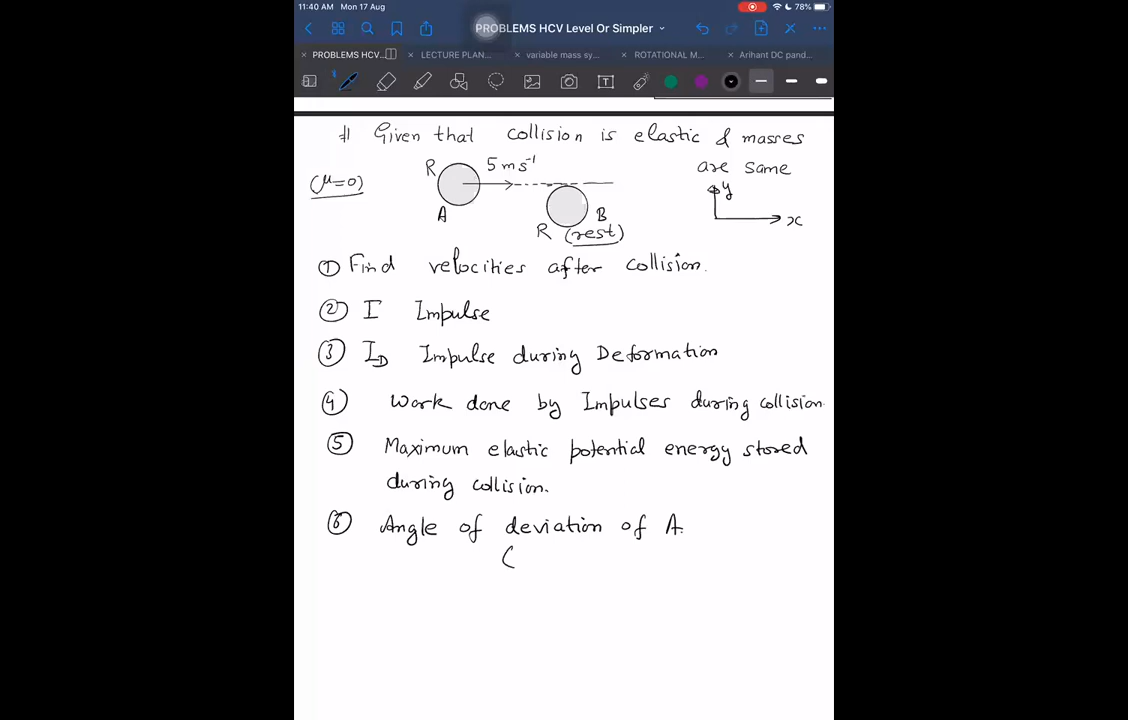 11:40 AM Mon 17 Aug
78%
PROBLEMS HCV Level Or Simpler
PROBLEMS HCV...
LECTURE PLAN...
variable mass sy...
ROTATIONAL M...
Arihant DC pand...
# Given that collision is elastic & masses
are same
(μ=0)
R
5 ms⁻¹
A
B
R (rest)
y
x
① Find velocities after collision.
② I Impulse
③ I_D Impulse during Deformation
④ Work done by Impulses during collision.
⑤ Maximum elastic potential energy stored
during collision.
⑥ Angle of deviation of A.
(